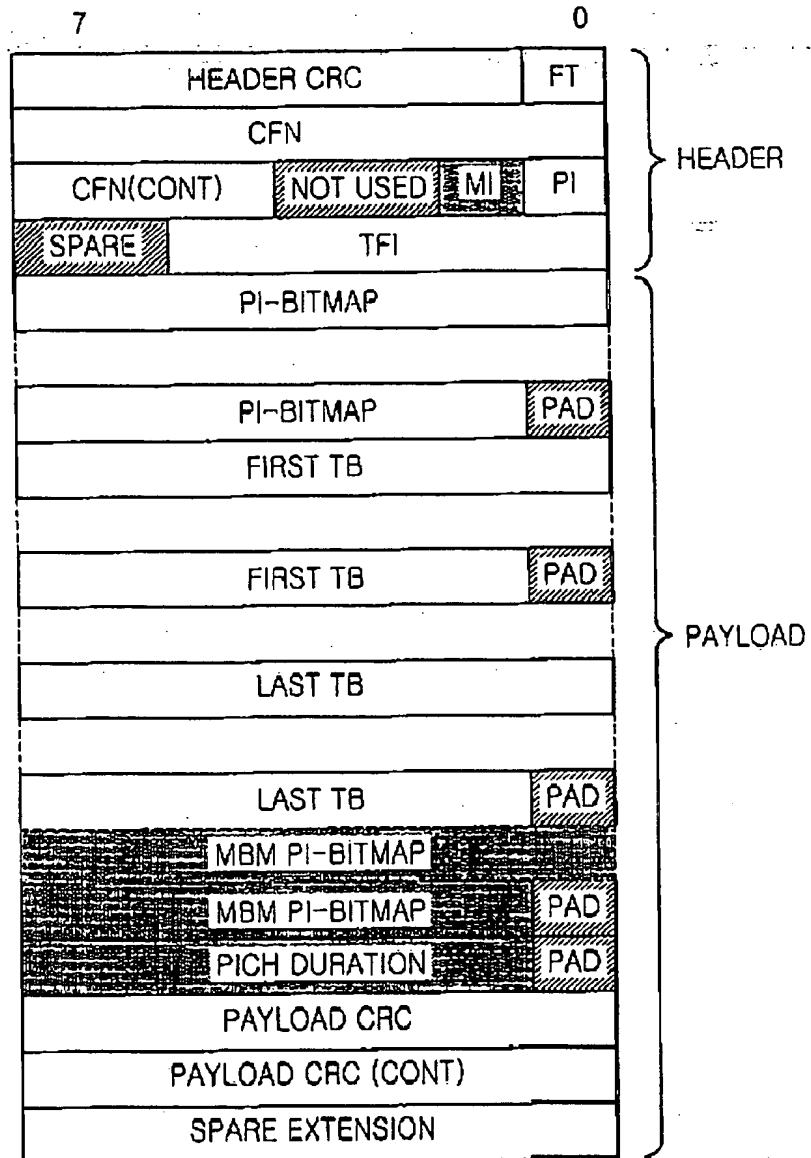 7 0
HEADER CRC FT
CFN
HEADER
CFN(CONT) NOT USED MI PI
SPARE TFI
PI-BITMAP
PI-BITMAP PAD
FIRST TB
FIRST TB PAD
PAYLOAD
LAST TB
LAST TB PAD
MBM PI-BITMAP
MBM PI-BITMAP PAD
PICH DURATION PAD
PAYLOAD CRC
PAYLOAD CRC (CONT)
SPARE EXTENSION